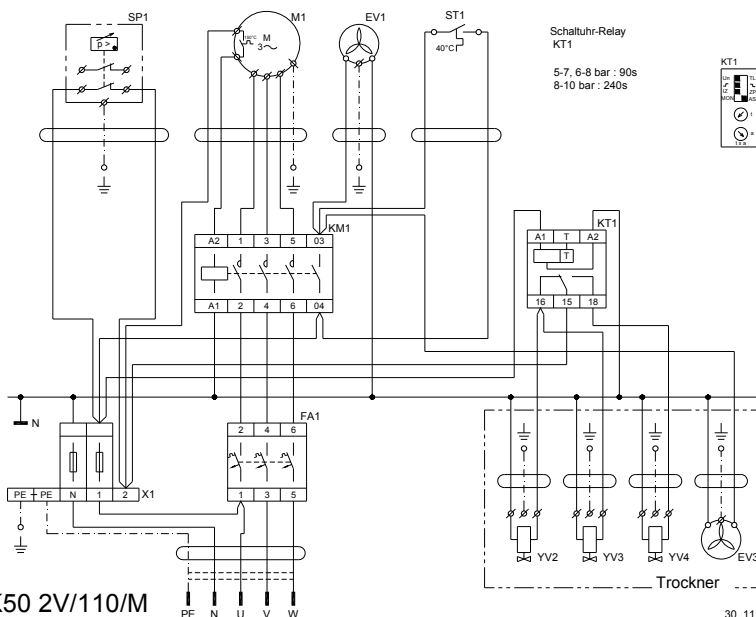 SP1
M1
EV1
ST1
Schaltuhr-Relay
KT1
5-7, 6-8 bar : 90s
8-10 bar : 240s
KT1
p >
150°C
M
3
40°C
KM1
A2 1 3 5 03
A1 2 4 6 04
KT1
A1 T A2
T
16 15 18
N
FA1
2 4 6
1 3 5
PE PE N 1 2 X1
YV2
YV3
YV4
EV3
Trockner
K50 2V/110/M
PE N U V W
30 11